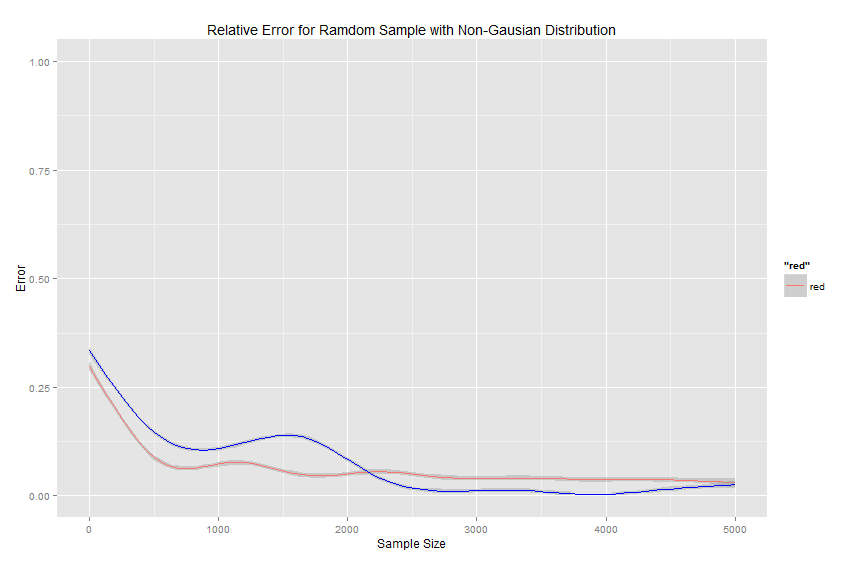 Relative Error for Ramdom Sample with Non-Gausian Distribution
1.00
0.75
0.50
0.25
0.00
Error
0 1000 2000 3000 4000 5000
Sample Size
"red"
red